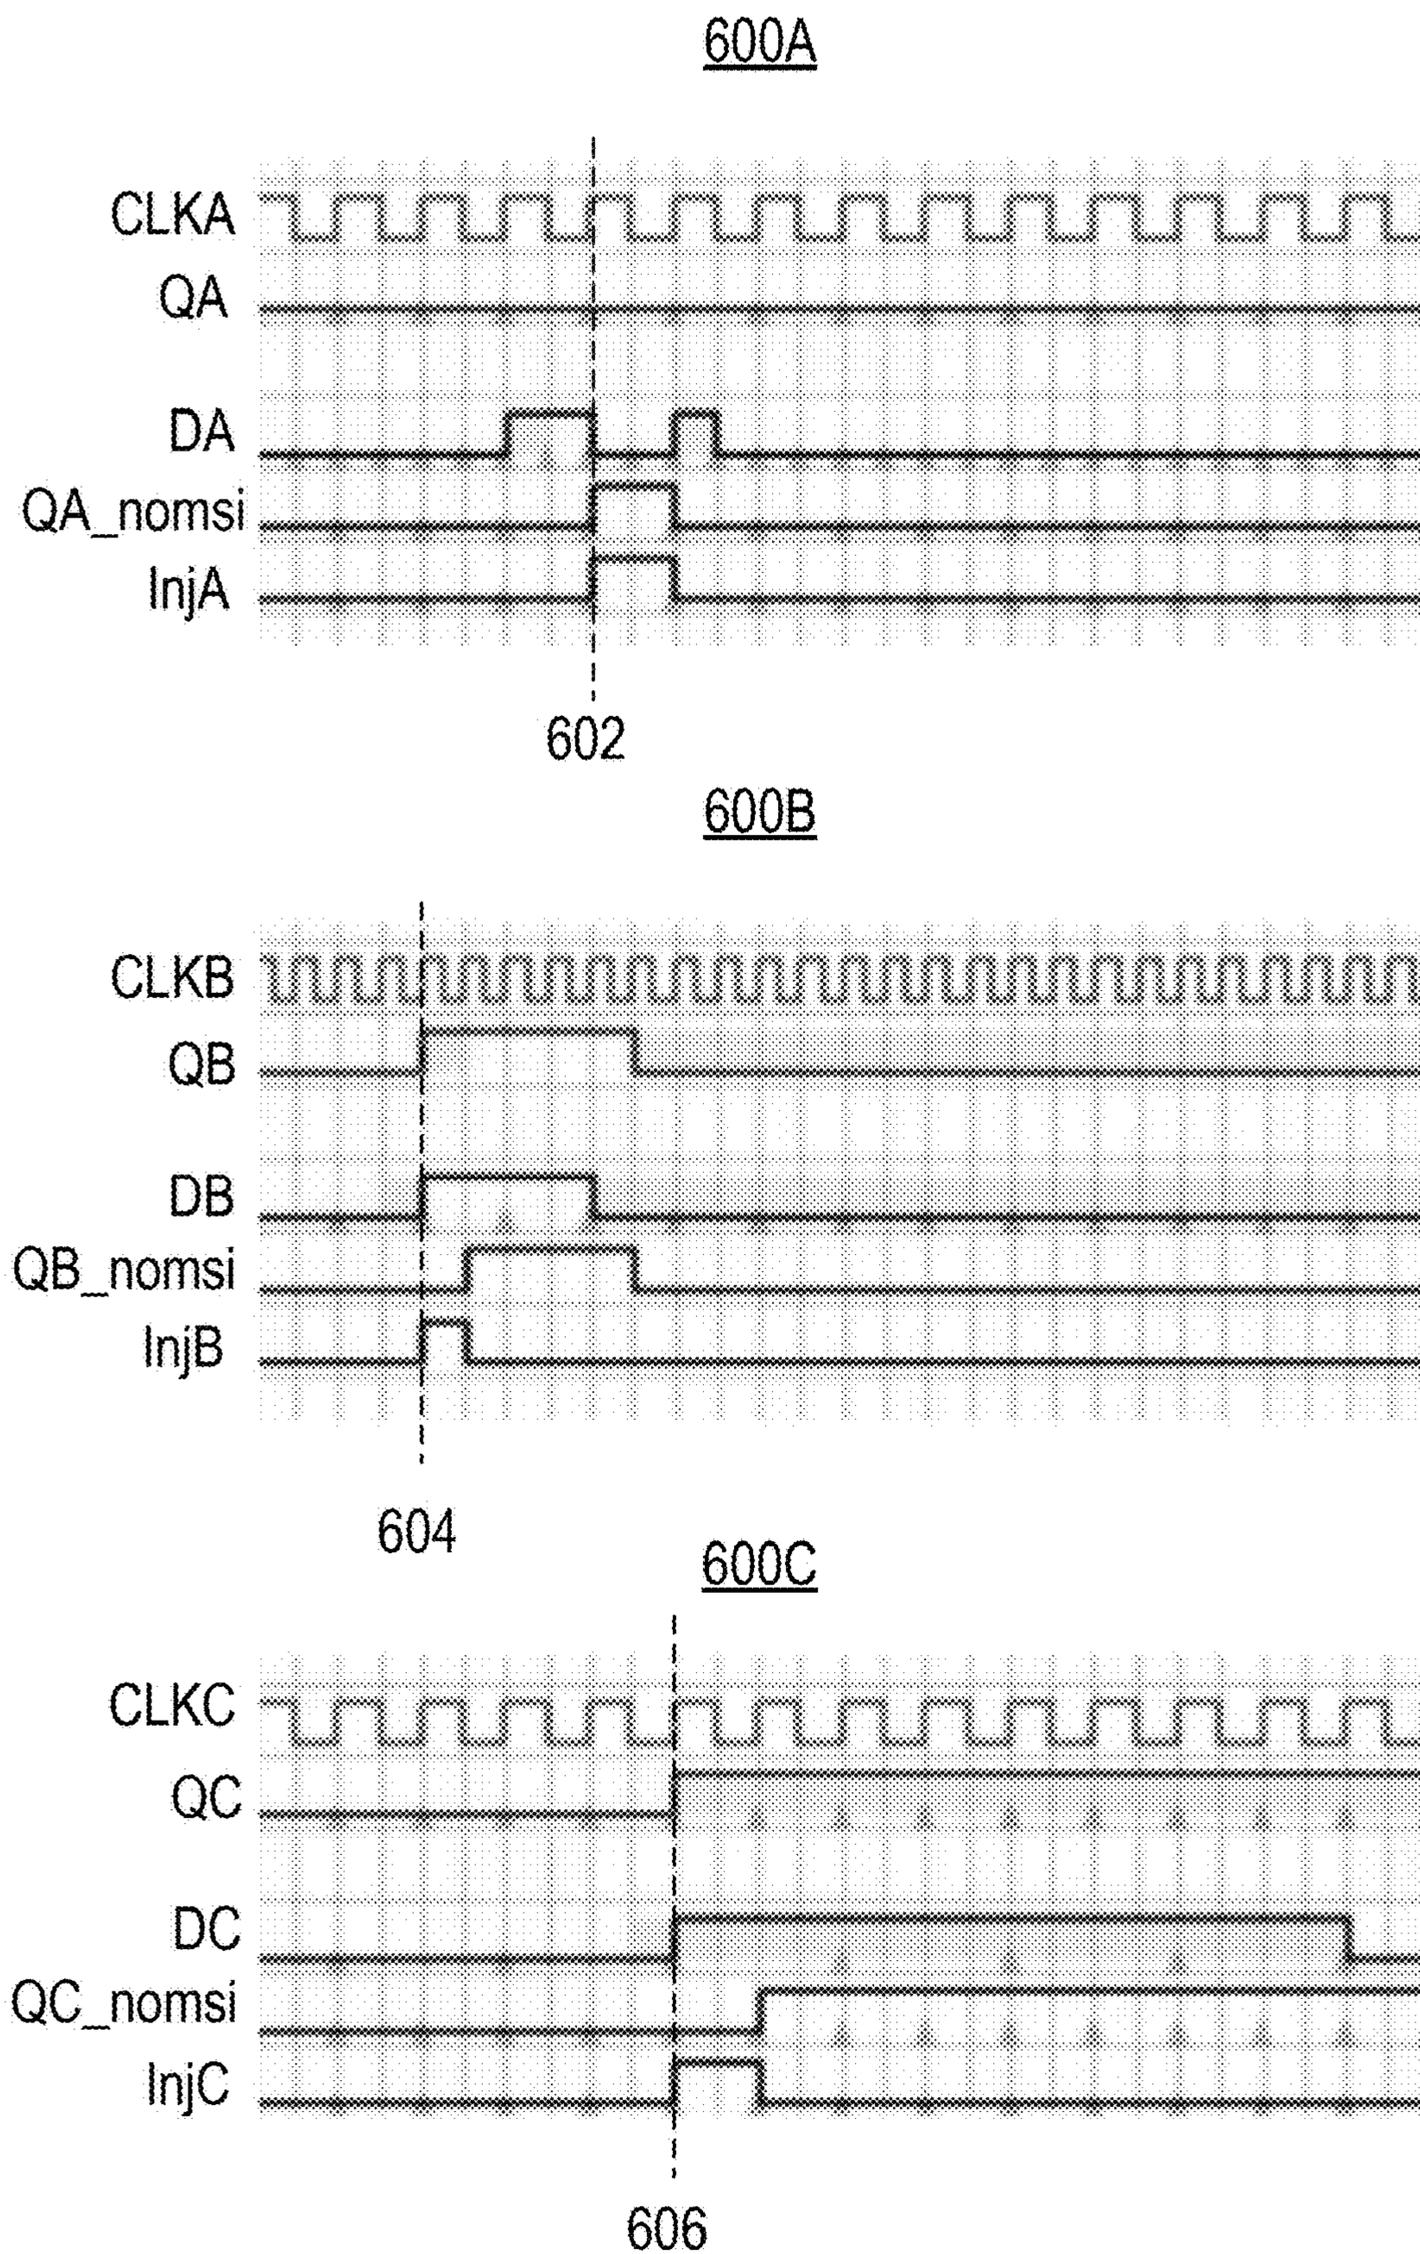 600A
CLKA
QA
DA
QA_nomsi
InjA
602
600B
CLKB
QB
DB
QB_nomsi
InjB
604
600C
CLKC
QC
DC
QC_nomsi
InjC
606